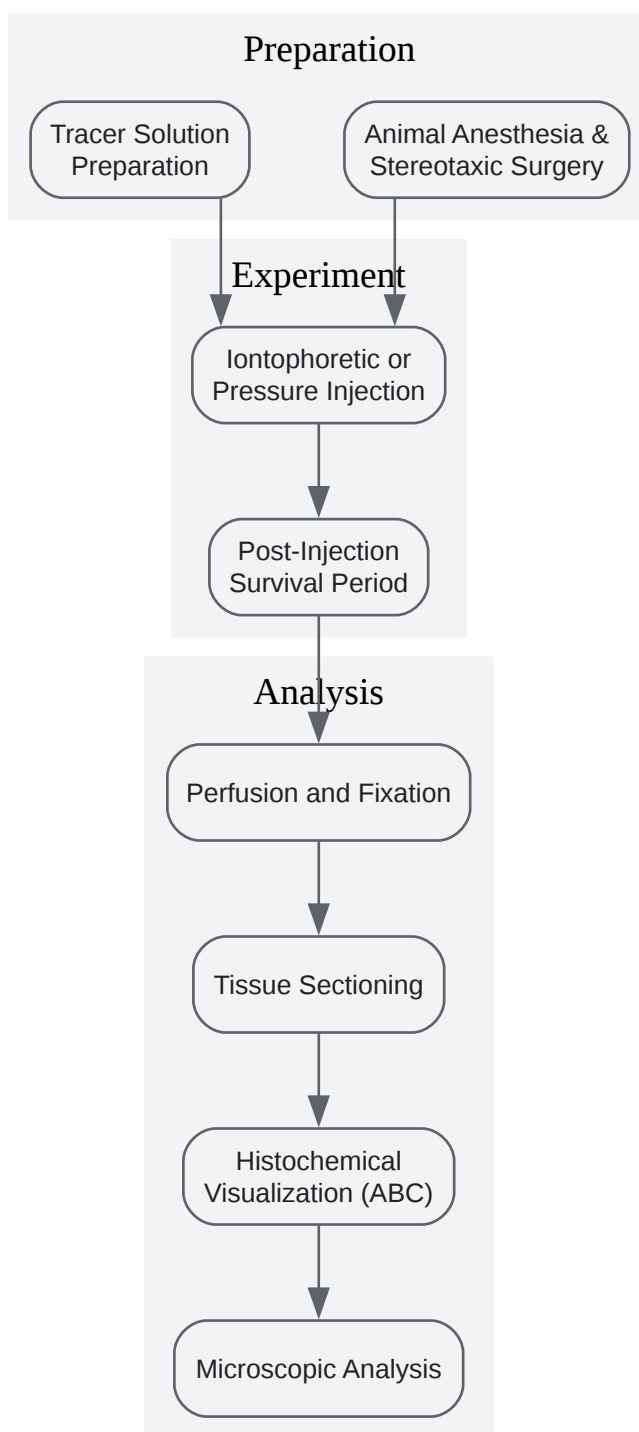 Preparation
Tracer Solution
Preparation
Animal Anesthesia &
Stereotaxic Surgery
Experiment
Iontophoretic or
Pressure Injection
Post-Injection
Survival Period
Analysis
Perfusion and Fixation
Tissue Sectioning
Histochemical
Visualization (ABC)
Microscopic Analysis